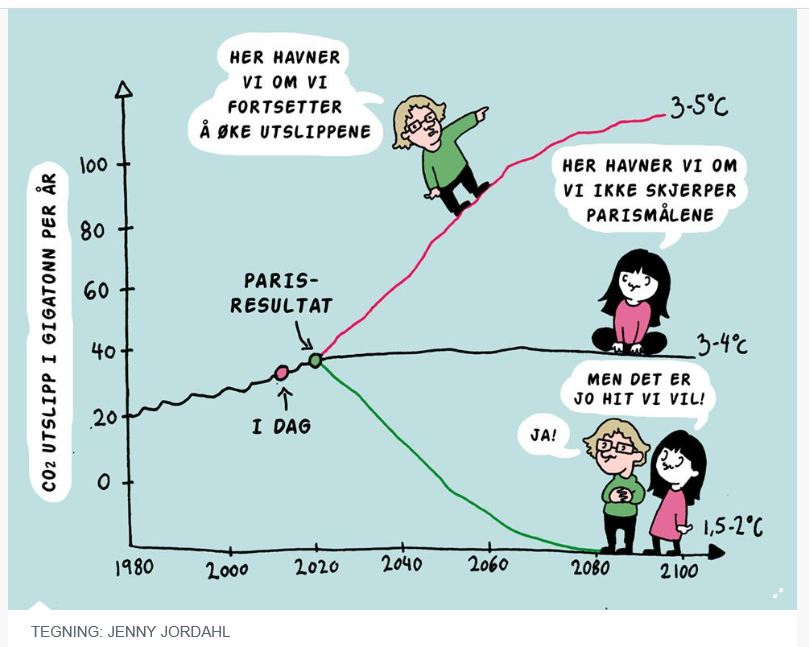 HER HAVNER
VI OM VI
FORTSETTER
Å ØKE UTSLIPPENE
3-5°C
HER HAVNER VI OM
VI IKKE SKJERPER
PARISMÅLENE
CO2 UTSLIPP I GIGATONN PER ÅR
100
80
60
40
20
0
PARIS-
RESULTAT
I DAG
3-4°C
MEN DET ER
JO HIT VI VIL!
JA!
1,5-2°C
1980
2000
2020
2040
2060
2080
2100
TEGNING: JENNY JORDAHL